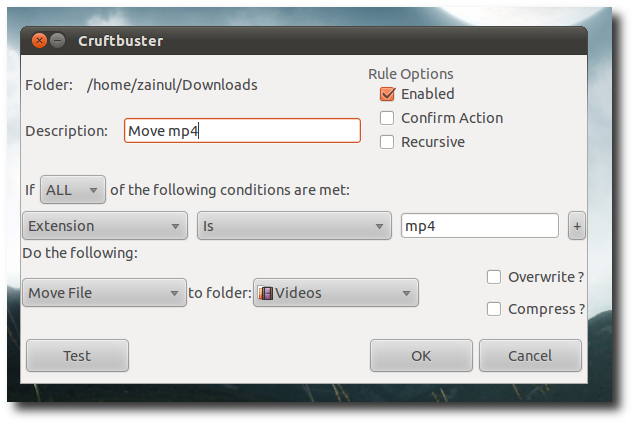 Cruftbuster
Folder: /home/zainul/Downloads
Rule Options
Enabled
Description: Move mp4
Confirm Action
Recursive
If ALL of the following conditions are met:
Extension Is mp4 +
Do the following:
Move File to folder: Videos
Overwrite ?
Compress ?
Test OK Cancel